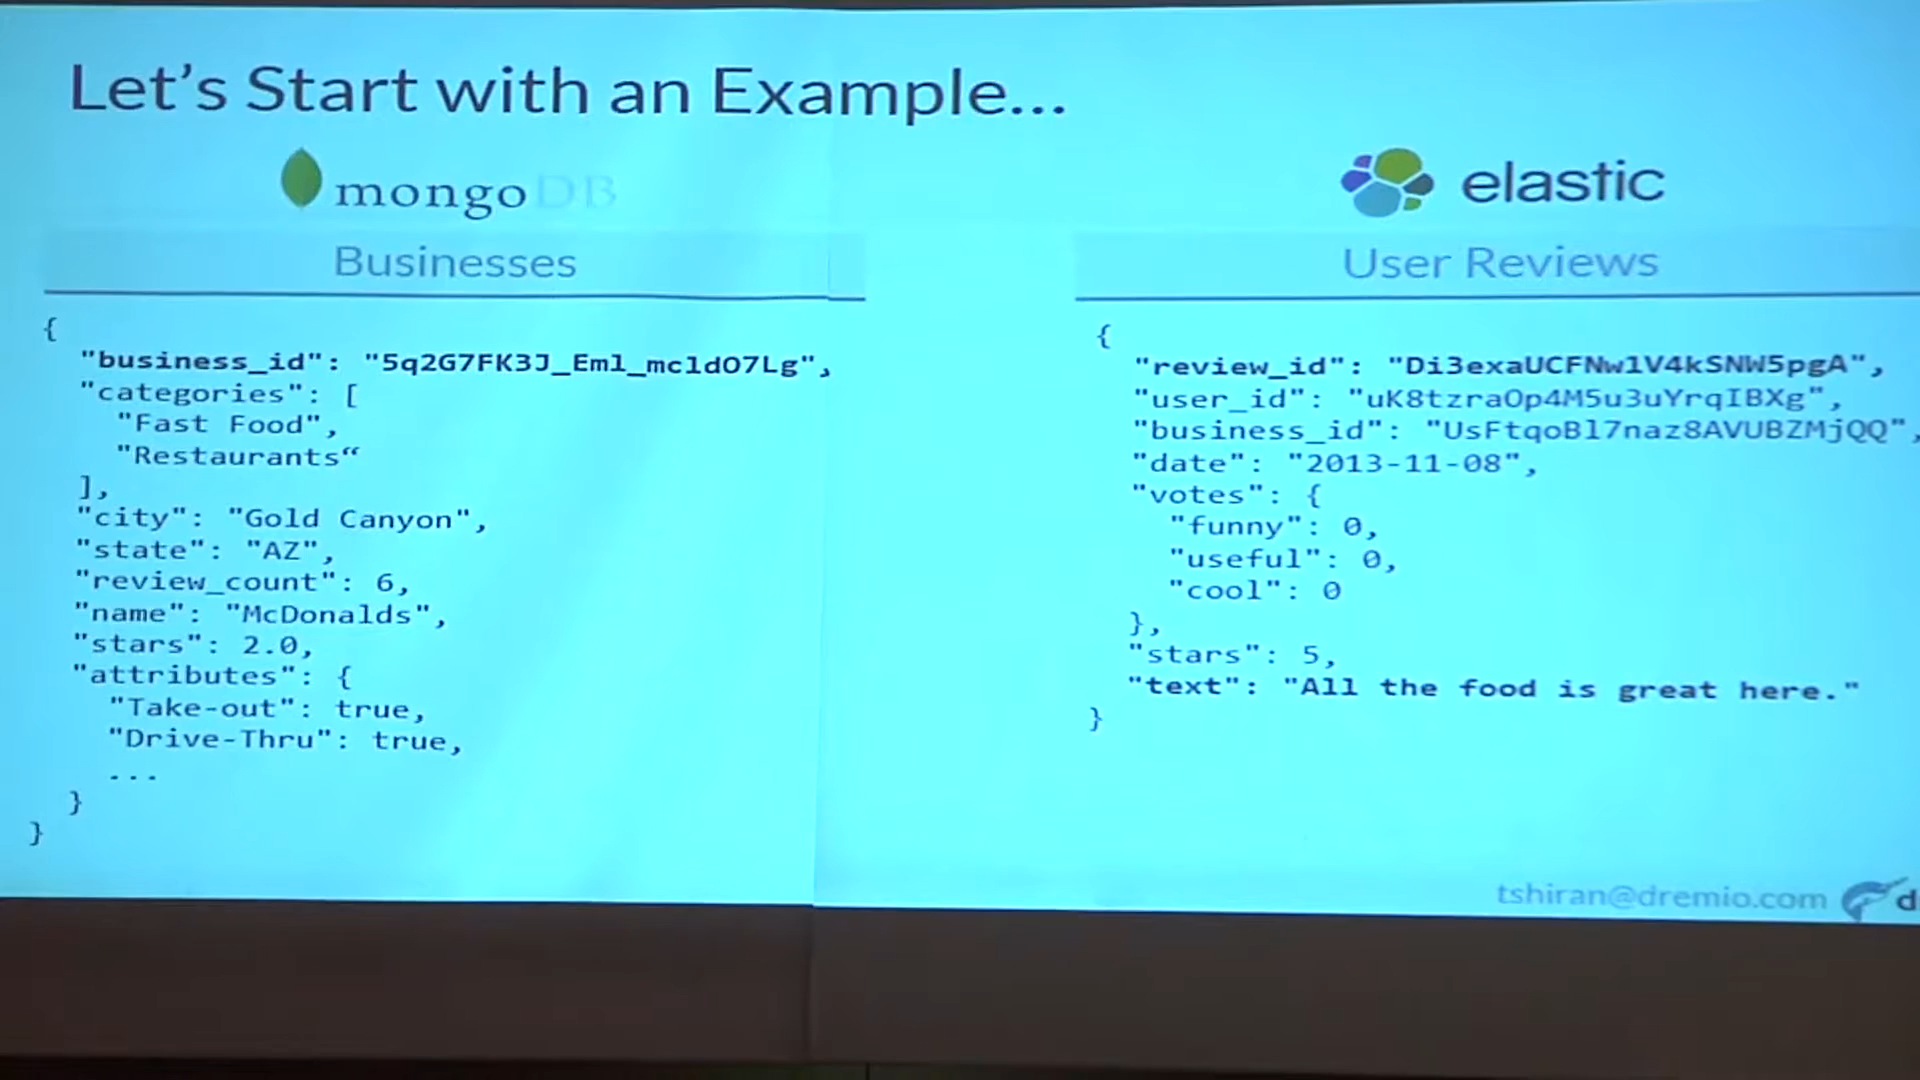 Let's Start with an Example...
mongoDB
Businesses
{
"business_id": "5q2G7FK3J_Eml_mcldO7Lg",
"categories": [
"Fast Food",
"Restaurants“
],
"city": "Gold Canyon",
"state": "AZ",
"review_count": 6,
"name": "McDonalds",
"stars": 2.0,
"attributes": {
"Take-out": true,
"Drive-Thru": true,
...
}
}
elastic
User Reviews
{
"review_id": "Di3exaUCFNwlV4kSNW5pgA",
"user_id": "uK8tzraOp4M5u3uYrqIBXg",
"business_id": "UsFtqoBl7naz8AVUBZMjQQ",
"date": "2013-11-08",
"votes": {
"funny": 0,
"useful": 0,
"cool": 0
},
"stars": 5,
"text": "All the food is great here."
}
tshiran@dremio.com d